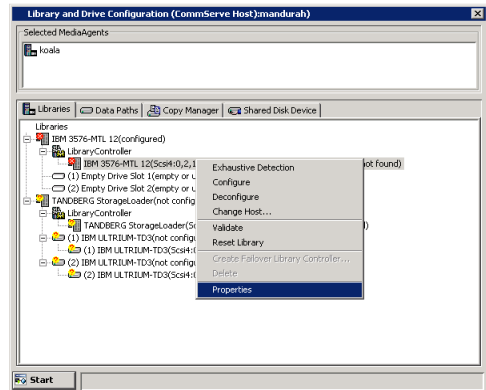 Library and Drive Configuration (CommServe Host):mandurah)
Selected MediaAgents
koala
Libraries
Data Paths
Copy Manager
Shared Disk Device
Libraries
IBM 3576-MTL 12(configured)
LibraryController
IBM 3576-MTL 12(Scsi4:0,2,1 ot found)
(1) Empty Drive Slot 1(empty or u
(2) Empty Drive Slot 2(empty or u
TANDBERG StorageLoader(not config
LibraryController
TANDBERG StorageLoader(Sc )
(1) IBM ULTRIUM-TD3(not configu
(1) IBM ULTRIUM-TD3(Scsi4:0
(2) IBM ULTRIUM-TD3(not configu
(2) IBM ULTRIUM-TD3(Scsi4:0
Exhaustive Detection
Configure
Deconfigure
Change Host...
Validate
Reset Library
Create Failover Library Controller...
Delete
Properties
Start